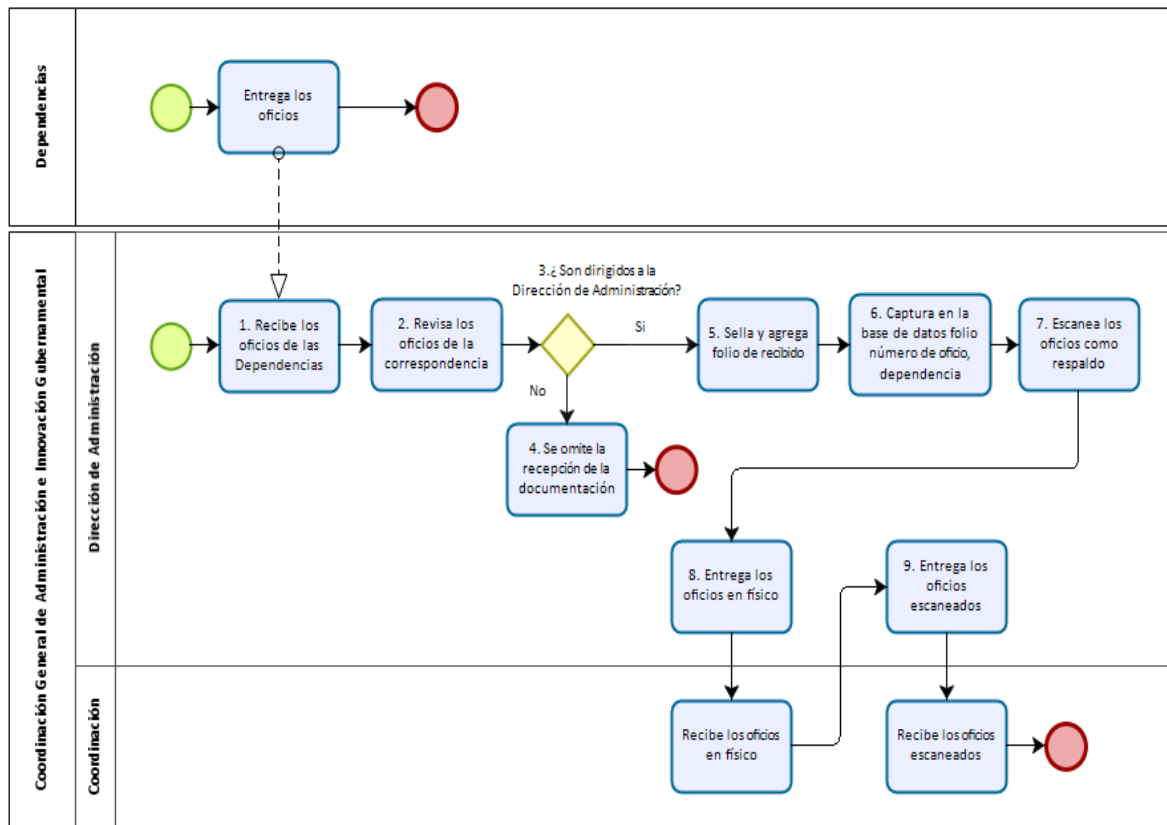 Dependencias
Entrega los
oficios
Coordinación General de Administración e Innovación Gubernamental
Dirección de Administración
1. Recibe los
oficios de las
Dependencias
2. Revisa los
oficios de la
correspondencia
3.¿ Son dirigidos a la
Dirección de Administración?
Si
No
4. Se omite la
recepción de la
documentación
5. Sella y agrega
folio de recibido
6. Captura en la
base de datos folio
número de oficio,
dependencia
7. Escanea los
oficios como
respaldo
8. Entrega los
oficios en físico
9. Entrega los
oficios
escaneados
Coordinación
Recibe los oficios
en físico
Recibe los oficios
escaneados